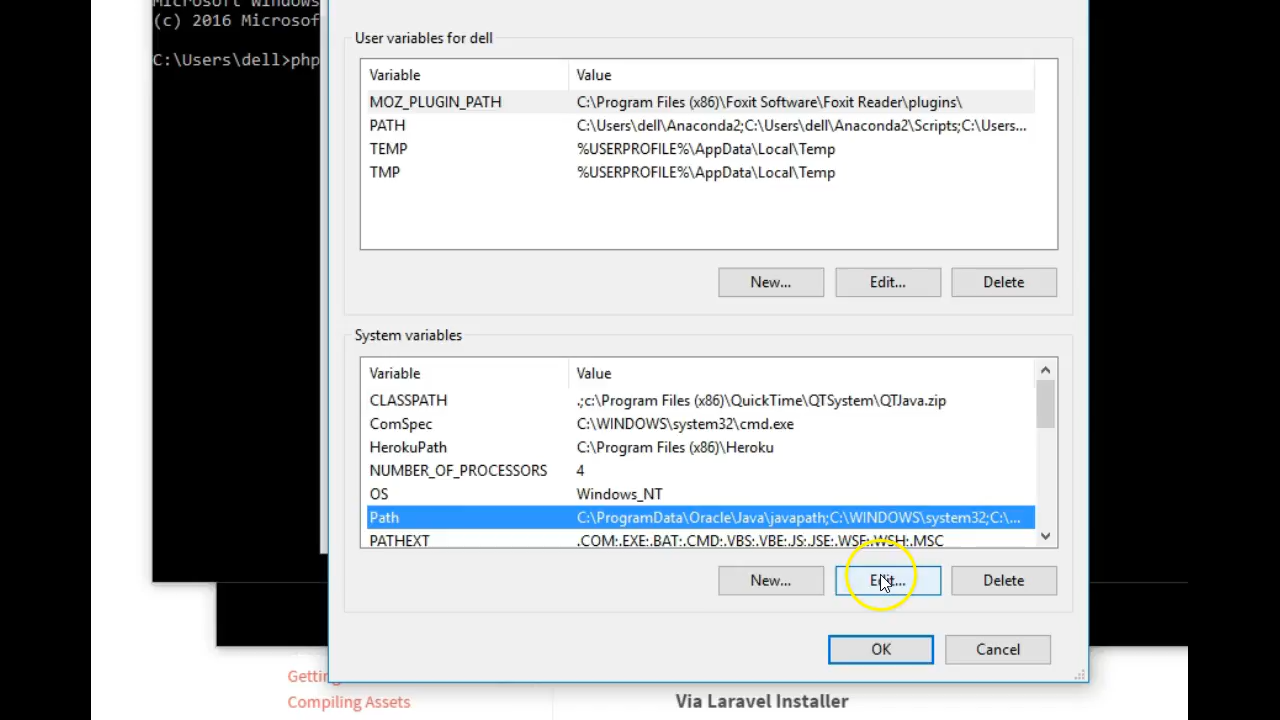 Microsoft Windows
(c) 2016 Microsof
C:\Users\dell>php
User variables for dell
Variable Value
MOZ_PLUGIN_PATH C:\Program Files (x86)\Foxit Software\Foxit Reader\plugins\
PATH C:\Users\dell\Anaconda2;C:\Users\dell\Anaconda2\Scripts;C:\Users...
TEMP %USERPROFILE%\AppData\Local\Temp
TMP %USERPROFILE%\AppData\Local\Temp
New... Edit... Delete
System variables
Variable Value
CLASSPATH .;c:\Program Files (x86)\QuickTime\QTSystem\QTJava.zip
ComSpec C:\WINDOWS\system32\cmd.exe
HerokuPath C:\Program Files (x86)\Heroku
NUMBER_OF_PROCESSORS 4
OS Windows_NT
Path C:\ProgramData\Oracle\Java\javapath;C:\WINDOWS\system32;C:\...
PATHEXT .COM;.EXE;.BAT;.CMD;.VBS;.VBE;.JS;.JSE;.WSF;.WSH;.MSC
New... Edit... Delete
OK Cancel
Getting
Compiling Assets
Via Laravel Installer